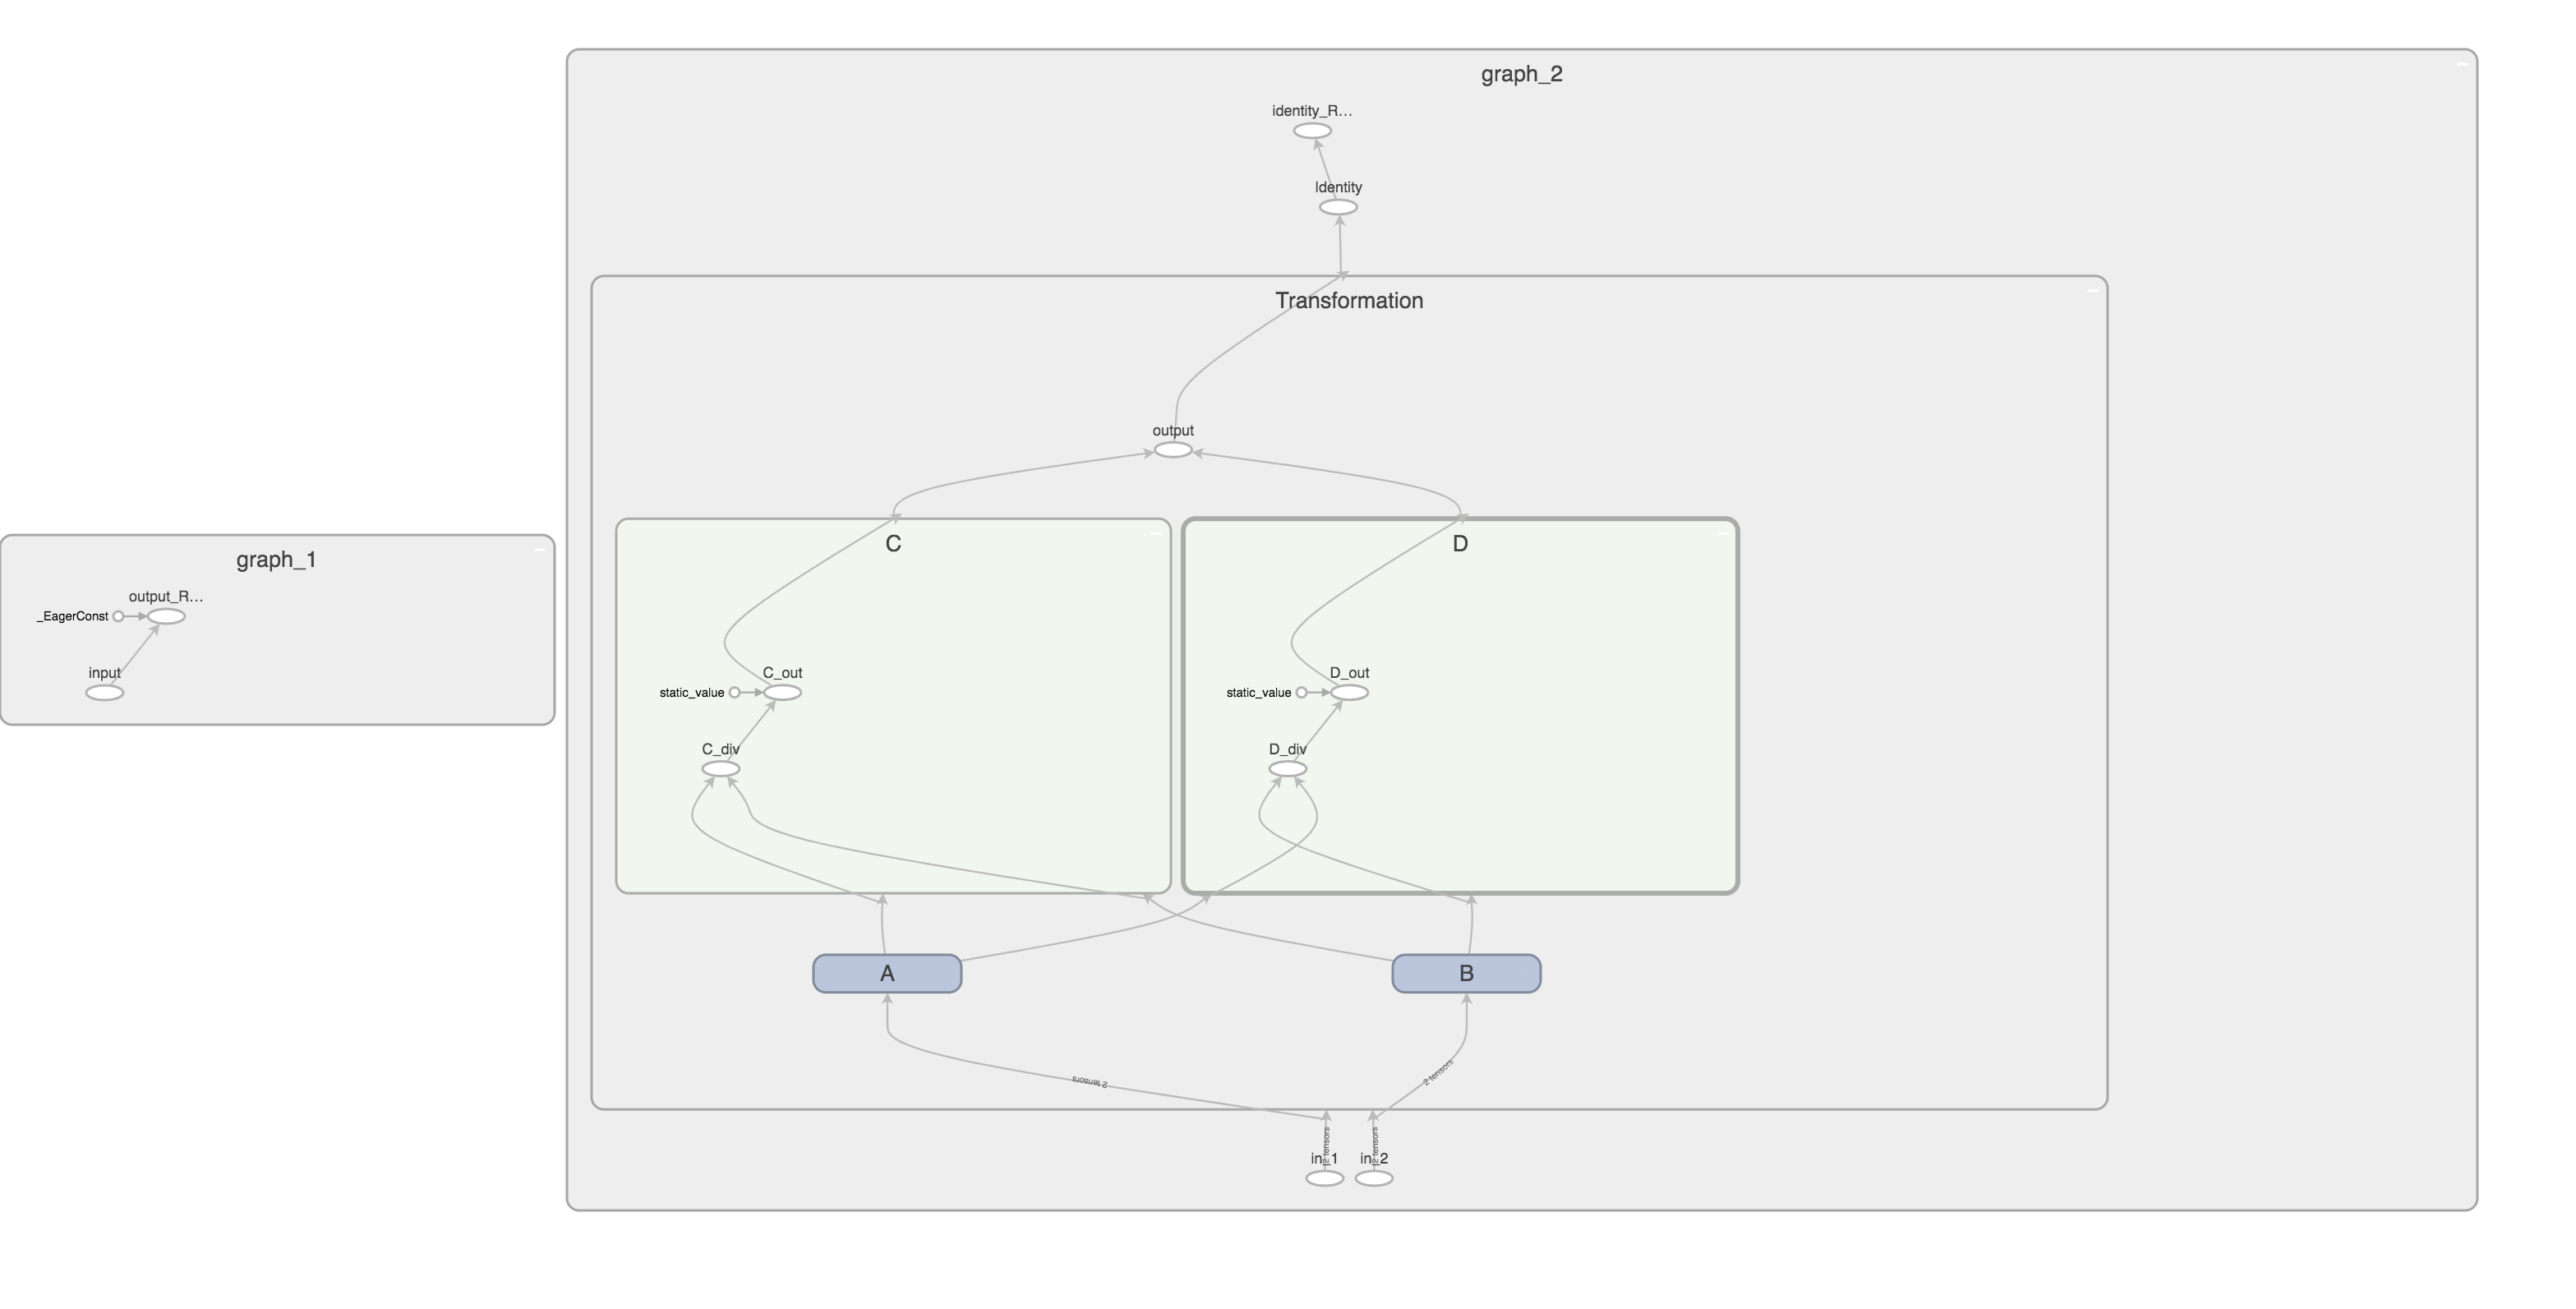 graph_2
identity_R...
Identity
Transformation
output
C
D
graph_1
output_R...
_EagerConst
input
C_out
static_value
D_out
static_value
C_div
D_div
A
B
2 tensors
2 tensors
2 tensors
2 tensors
in_1
in_2